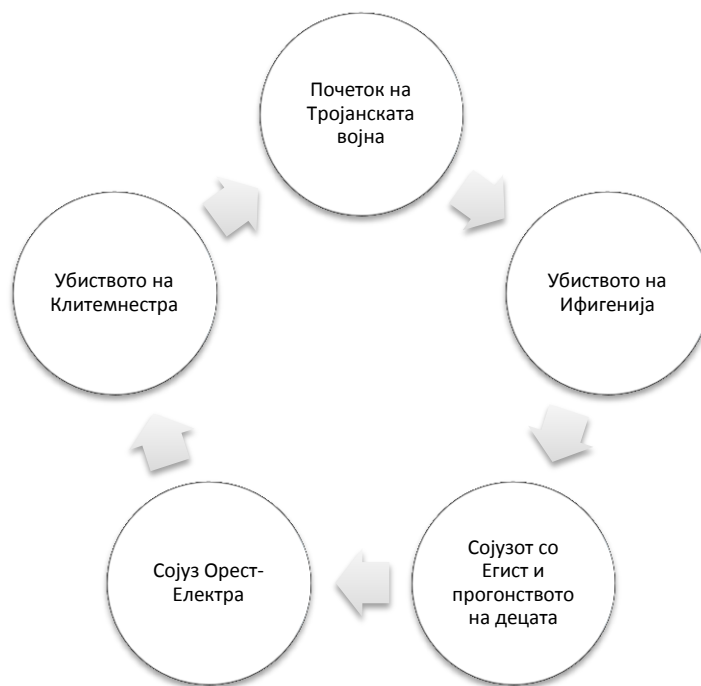 Почеток на
Тројанската
војна
Убиството на
Ифигенија
Сојузот со
Егист и
прогонството
на децата
Сојуз Орест-
Електра
Убиството на
Клитемнестра